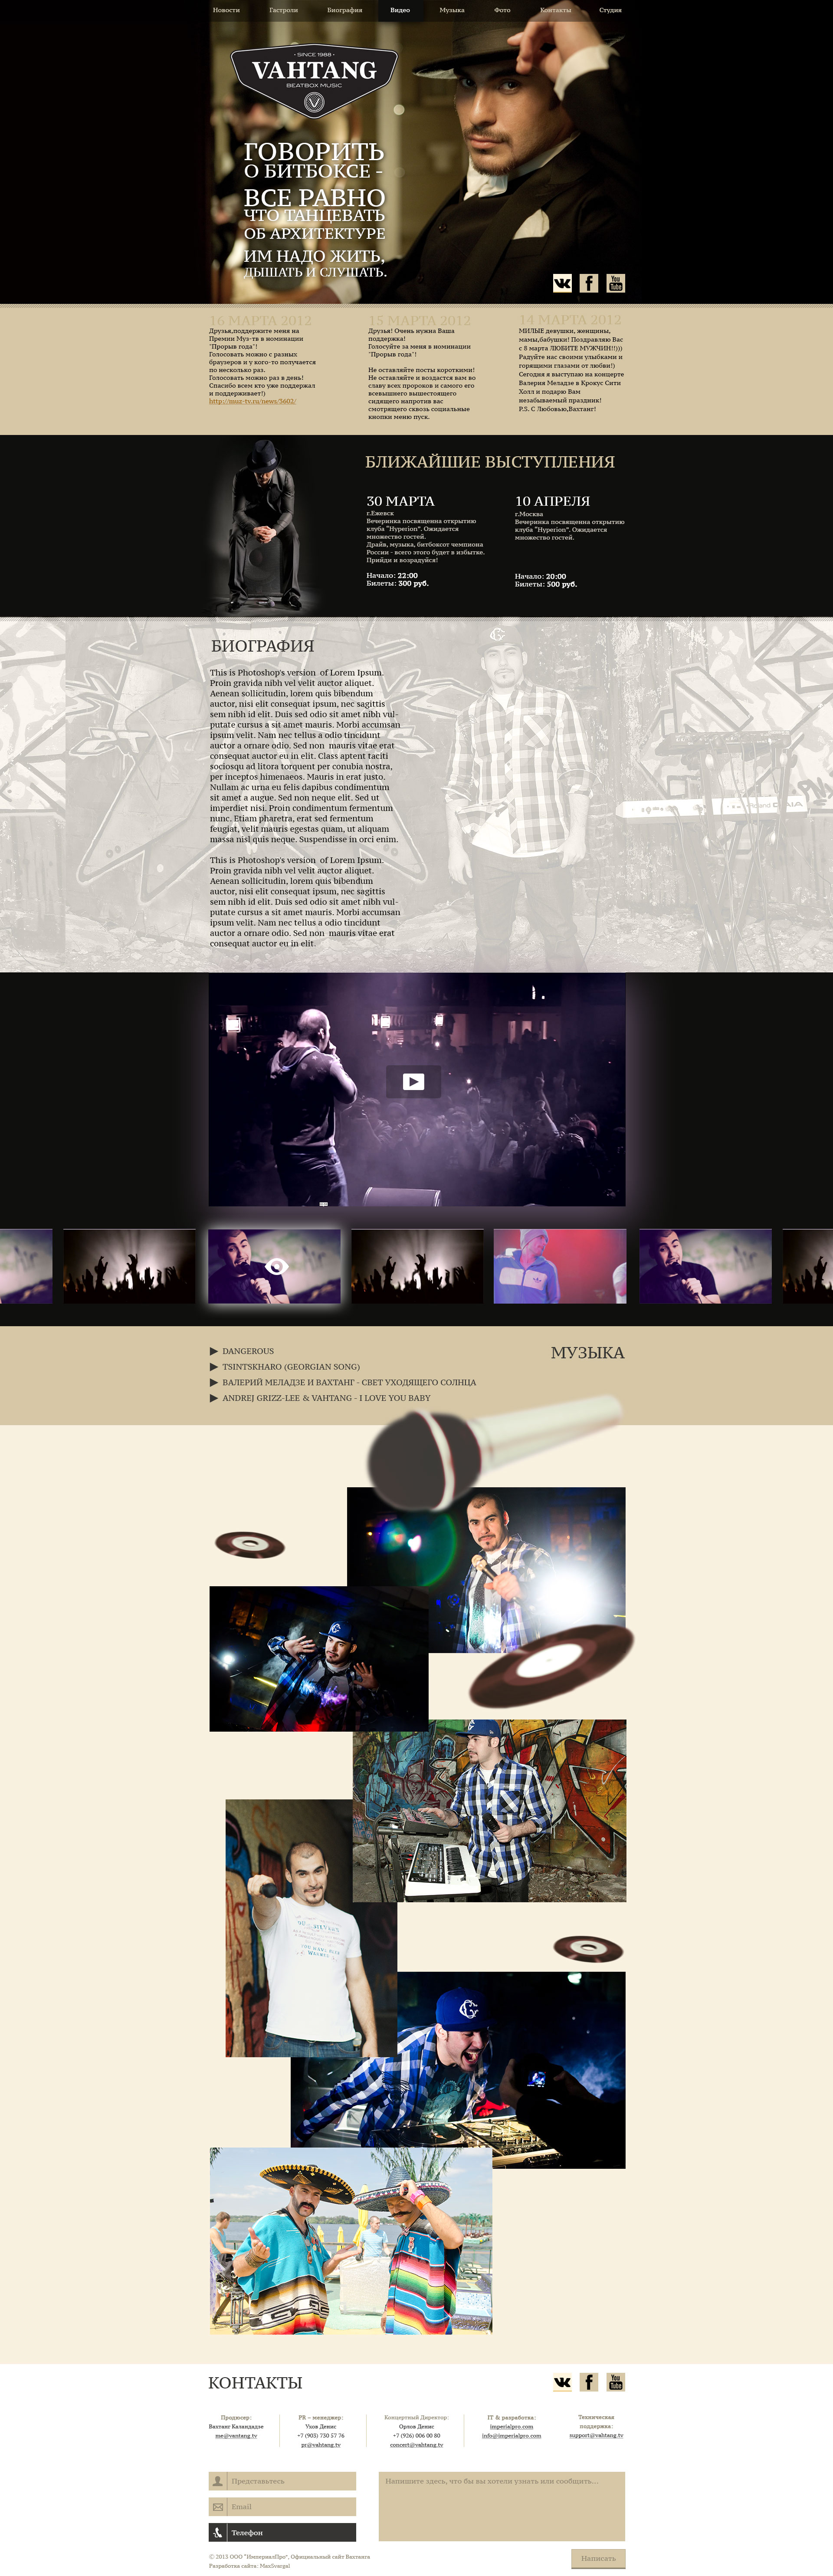 Новости Гастроли Биография Видео Музыка Фото Контакты Студия
· SINCE 1988 ·
VAHTANG
BEATBOX MUSIC
ГОВОРИТЬ
О БИТБОКСЕ -
ВСЕ РАВНО
ЧТО ТАНЦЕВАТЬ
ОБ АРХИТЕКТУРЕ
ИМ НАДО ЖИТЬ,
ДЫШАТЬ И СЛУШАТЬ.
You
Tube
16 МАРТА 2012
Друзья,поддержите меня на
Премии Муз-тв в номинации
"Прорыв года"!
Голосовать можно с разных
браузеров и у кого-то получается
по несколько раз.
Голосовать можно раз в день!
Спасибо всем кто уже поддержал
и поддерживает!)
http://muz-tv.ru/news/5602/
15 МАРТА 2012
Друзья! Очень нужна Ваша
поддержка!
Голосуйте за меня в номинации
"Прорыв года"!
Не оставляйте посты короткими!
Не оставляйте и воздастся вам во
славу всех пророков и самого его
всевышнего вышестоящего
сидящего напротив вас
смотрящего сквозь социальные
кнопки меню пуск.
14 МАРТА 2012
МИЛЫЕ девушки, женщины,
мамы,бабушки! Поздравляю Вас
с 8 марта ЛЮБИТЕ МУЖЧИН!!)))
Радуйте нас своими улыбками и
горящими глазами от любви!)
Сегодня я выступаю на концерте
Валерия Меладзе в Крокус Сити
Холл и подарю Вам
незабываемый праздник!
P.S. С Любовью,Вахтанг!
БЛИЖАЙШИЕ ВЫСТУПЛЕНИЯ
30 МАРТА
г.Ежевск
Вечеринка посвященна открытию
клуба "Hyperion". Ожидается
множество гостей.
Драйв, музыка, битбоксот чемпиона
России - всего этого будет в избытке.
Прийди и возрадуйся!
Начало: 22:00
Билеты: 300 руб.
10 АПРЕЛЯ
г.Москва
Вечеринка посвященна открытию
клуба "Hyperion". Ожидается
множество гостей.
Начало: 20:00
Билеты: 500 руб.
БИОГРАФИЯ
This is Photoshop's version of Lorem Ipsum.
Proin gravida nibh vel velit auctor aliquet.
Aenean sollicitudin, lorem quis bibendum
auctor, nisi elit consequat ipsum, nec sagittis
sem nibh id elit. Duis sed odio sit amet nibh vul-
putate cursus a sit amet mauris. Morbi accumsan
ipsum velit. Nam nec tellus a odio tincidunt
auctor a ornare odio. Sed non mauris vitae erat
consequat auctor eu in elit. Class aptent taciti
sociosqu ad litora torquent per conubia nostra,
per inceptos himenaeos. Mauris in erat justo.
Nullam ac urna eu felis dapibus condimentum
sit amet a augue. Sed non neque elit. Sed ut
imperdiet nisi. Proin condimentum fermentum
nunc. Etiam pharetra, erat sed fermentum
feugiat, velit mauris egestas quam, ut aliquam
massa nisl quis neque. Suspendisse in orci enim.
This is Photoshop's version of Lorem Ipsum.
Proin gravida nibh vel velit auctor aliquet.
Aenean sollicitudin, lorem quis bibendum
auctor, nisi elit consequat ipsum, nec sagittis
sem nibh id elit. Duis sed odio sit amet nibh vul-
putate cursus a sit amet mauris. Morbi accumsan
ipsum velit. Nam nec tellus a odio tincidunt
auctor a ornare odio. Sed non mauris vitae erat
consequat auctor eu in elit.
МУЗЫКА
DANGEROUS
TSINTSKHARO (GEORGIAN SONG)
ВАЛЕРИЙ МЕЛАДЗЕ И ВАХТАНГ - СВЕТ УХОДЯЩЕГО СОЛНЦА
ANDREJ GRIZZ-LEE & VAHTANG - I LOVE YOU BABY
КОНТАКТЫ
You
Tube
Продюсер:
Вахтанг Каландадзе
me@vantang.tv
PR – менеджер:
Ухов Денис
+7 (903) 730 57 76
pr@vahtang.tv
Концертный Директор:
Орлов Денис
+7 (926) 006 00 80
concert@vahtang.tv
IT & разработка:
imperialpro.com
info@imperialpro.com
Техническая
поддержка:
support@vahtang.tv
Представьтесь
Email
Телефон
Напишите здесь, что бы вы хотели узнать или сообщить...
Написать
© 2013 ООО "ИмпериалПро", Официальный сайт Вахтанга
Разработка сайта: MaxSvargal